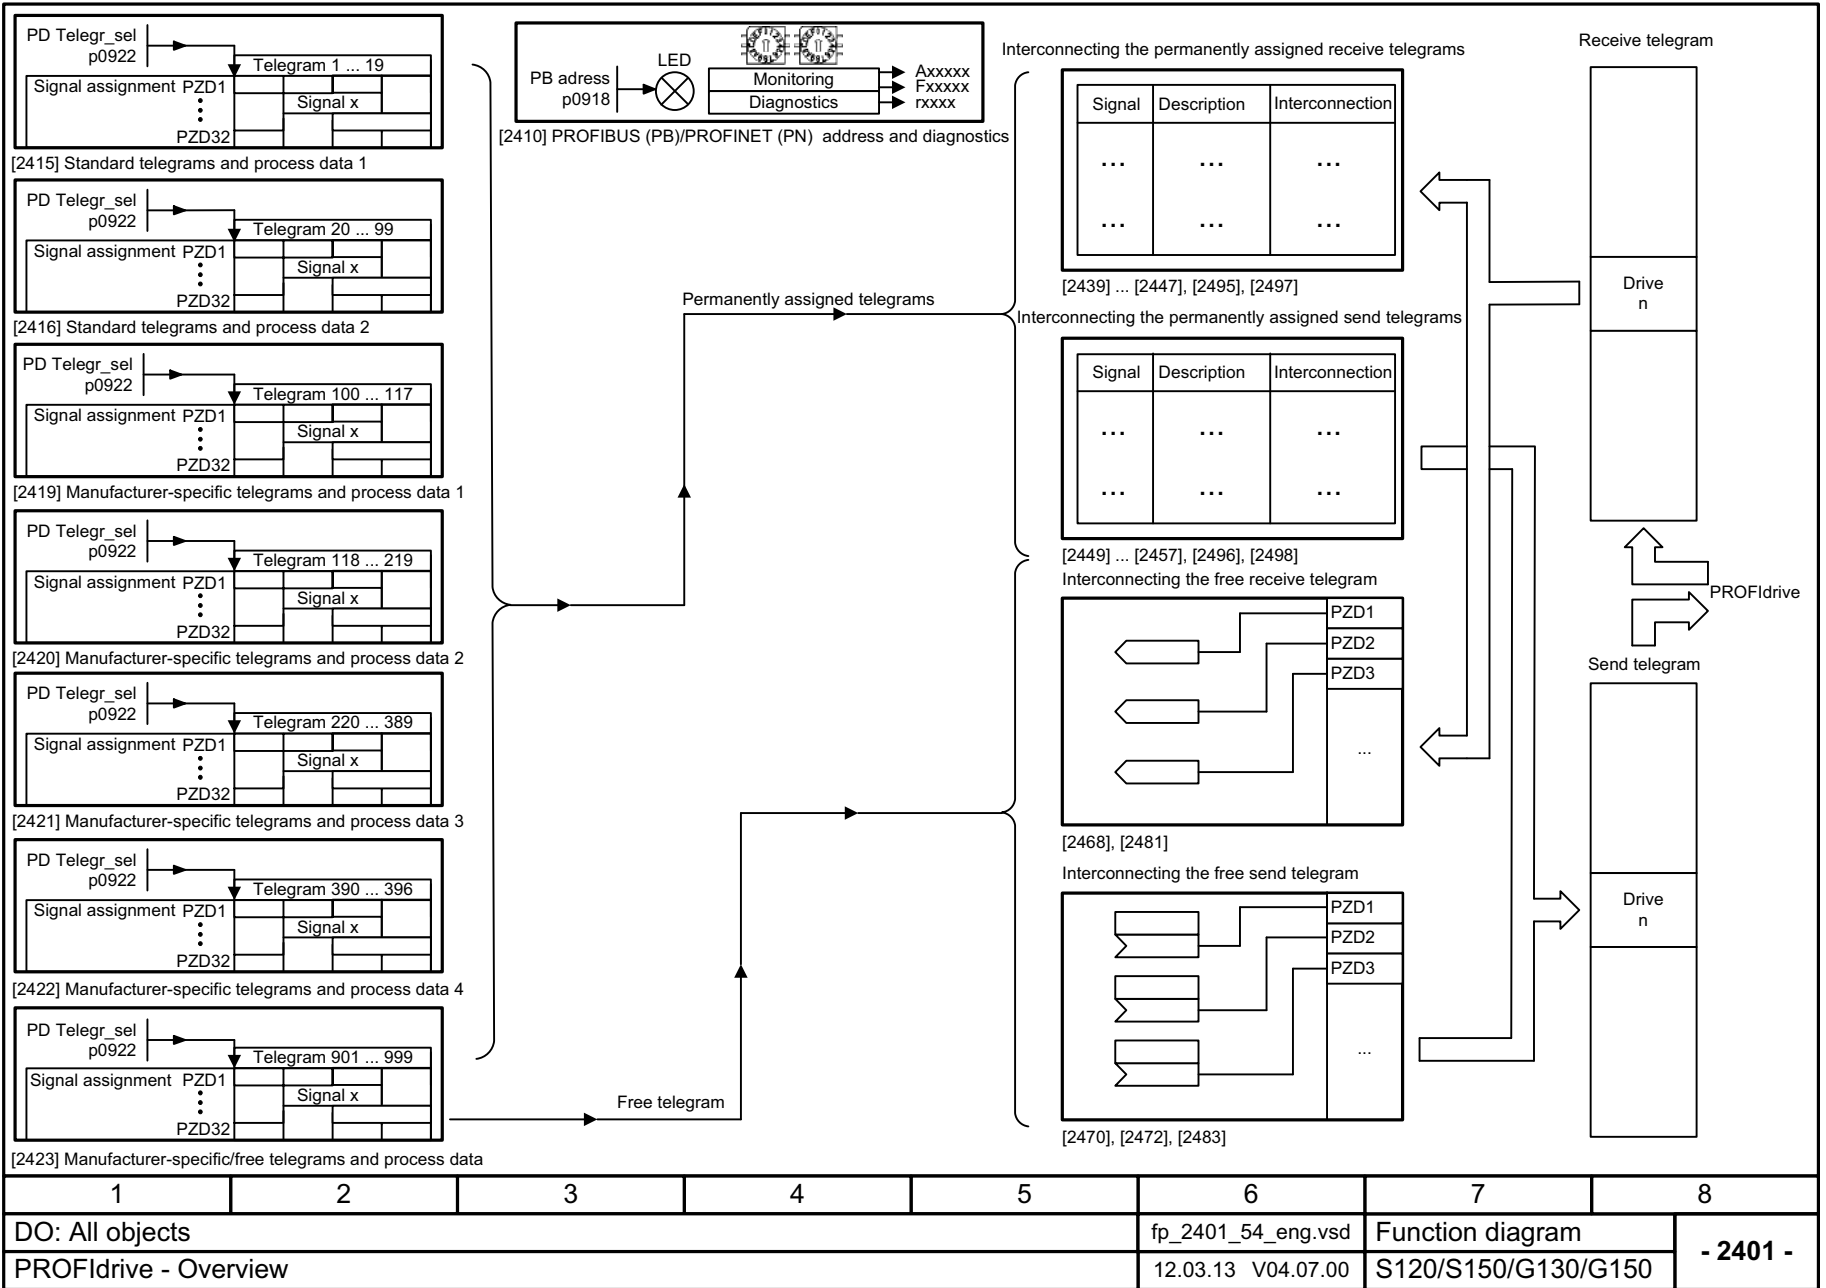 PD Telegr_sel
p0922
Telegram 1 ... 19
Signal assignment PZD1
Signal x
PZD32
[2415] Standard telegrams and process data 1
PD Telegr_sel
p0922
Telegram 20 ... 99
Signal assignment PZD1
Signal x
PZD32
[2416] Standard telegrams and process data 2
PD Telegr_sel
p0922
Telegram 100 ... 117
Signal assignment PZD1
Signal x
PZD32
[2419] Manufacturer-specific telegrams and process data 1
PD Telegr_sel
p0922
Telegram 118 ... 219
Signal assignment PZD1
Signal x
PZD32
[2420] Manufacturer-specific telegrams and process data 2
PD Telegr_sel
p0922
Telegram 220 ... 389
Signal assignment PZD1
Signal x
PZD32
[2421] Manufacturer-specific telegrams and process data 3
PD Telegr_sel
p0922
Telegram 390 ... 396
Signal assignment PZD1
Signal x
PZD32
[2422] Manufacturer-specific telegrams and process data 4
PD Telegr_sel
p0922
Telegram 901 ... 999
Signal assignment PZD1
Signal x
PZD32
[2423] Manufacturer-specific/free telegrams and process data
PB adress
p0918
LED
Monitoring
Diagnostics
Axxxxx
Fxxxxx
rxxxx
[2410] PROFIBUS (PB)/PROFINET (PN) address and diagnostics
Permanently assigned telegrams
Free telegram
Interconnecting the permanently assigned receive telegrams
Signal Description Interconnection
... ... ...
... ... ...
[2439] ... [2447], [2495], [2497]
Interconnecting the permanently assigned send telegrams
Signal Description Interconnection
... ... ...
... ... ...
[2449] ... [2457], [2496], [2498]
Interconnecting the free receive telegram
PZD1
PZD2
PZD3
...
[2468], [2481]
Interconnecting the free send telegram
PZD1
PZD2
PZD3
...
[2470], [2472], [2483]
Receive telegram
Drive
n
PROFIdrive
Send telegram
Drive
n
1 2 3 4 5 6 7 8
DO: All objects
fp_2401_54_eng.vsd
Function diagram
- 2401 -
PROFIdrive - Overview
12.03.13 V04.07.00
S120/S150/G130/G150